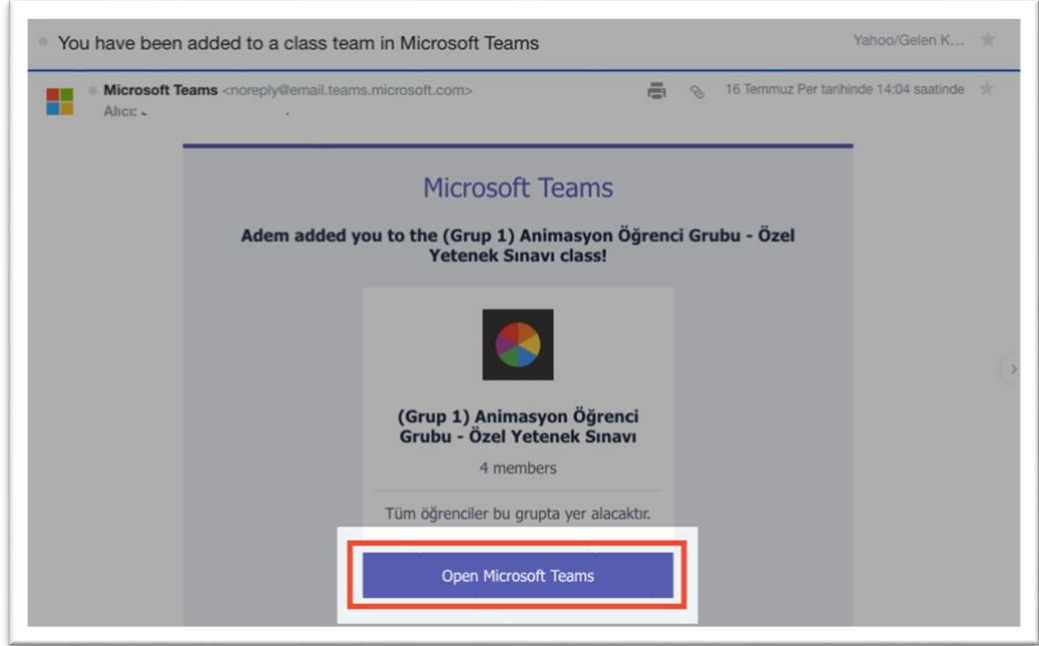 You have been added to a class team in Microsoft Teams
Yahoo/Gelen K...
Microsoft Teams <noreply@email.teams.microsoft.com>
16 Temmuz Per tarihinde 14:04 saatinde
Alıcı:
Microsoft Teams
Adem added you to the (Grup 1) Animasyon Öğrenci Grubu - Özel
Yetenek Sınavı class!
(Grup 1) Animasyon Öğrenci
Grubu - Özel Yetenek Sınavı
4 members
Tüm öğrenciler bu grupta yer alacaktır.
Open Microsoft Teams